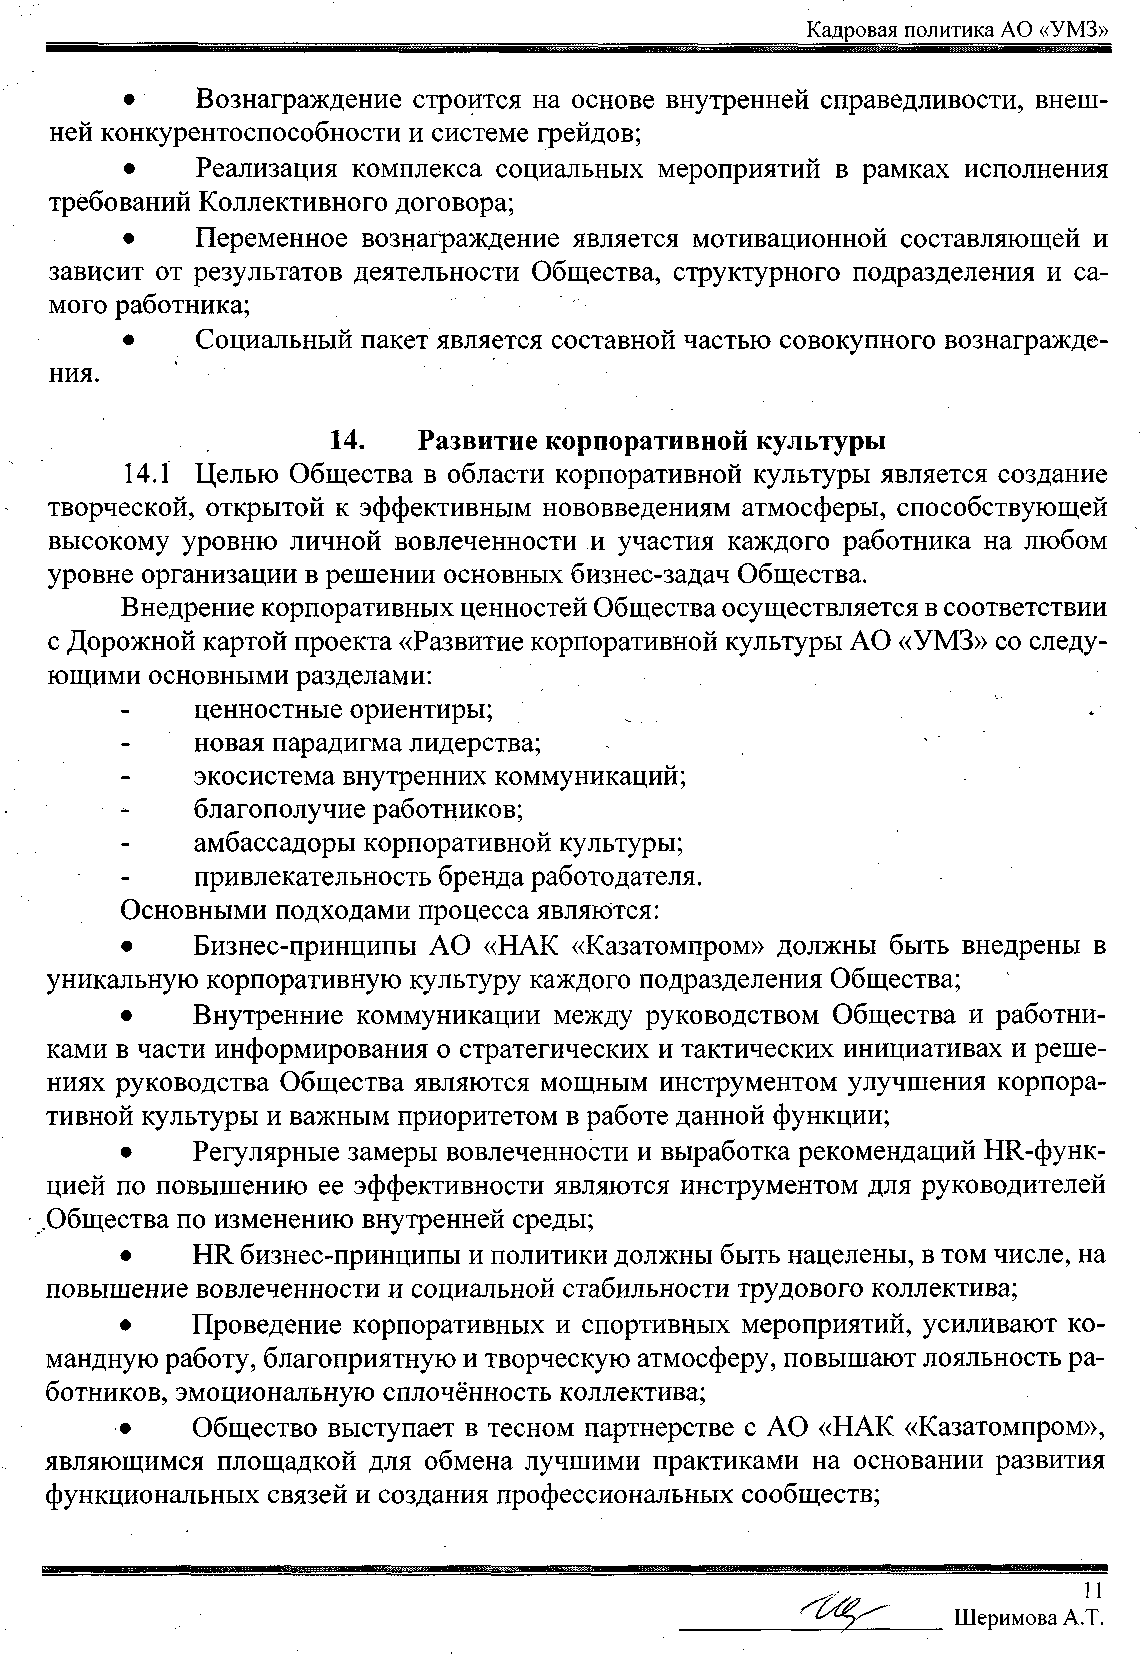 Кадровая политика АО «УМЗ»
• Вознаграждение строится на основе внутренней справедливости, внеш-
ней конкурентоспособности и системе грейдов;
• Реализация комплекса социальных мероприятий в рамках исполнения
требований Коллективного договора;
• Переменное вознаграждение является мотивационной составляющей и
зависит от результатов деятельности Общества, структурного подразделения и са-
мого работника;
• Социальный пакет является составной частью совокупного вознагражде-
ния.
14. Развитие корпоративной культуры
14.1 Целью Общества в области корпоративной культуры является создание
творческой, открытой к эффективным нововведениям атмосферы, способствующей
высокому уровню личной вовлеченности и участия каждого работника на любом
уровне организации в решении основных бизнес-задач Общества.
Внедрение корпоративных ценностей Общества осуществляется в соответствии
с Дорожной картой проекта «Развитие корпоративной культуры АО «УМЗ» со следу-
ющими основными разделами:
- ценностные ориентиры;
- новая парадигма лидерства;
- экосистема внутренних коммуникаций;
- благополучие работников;
- амбассадоры корпоративной культуры;
- привлекательность бренда работодателя.
Основными подходами процесса являются:
• Бизнес-принципы АО «НАК «Казатомпром» должны быть внедрены в
уникальную корпоративную культуру каждого подразделения Общества;
• Внутренние коммуникации между руководством Общества и работни-
ками в части информирования о стратегических и тактических инициативах и реше-
ниях руководства Общества являются мощным инструментом улучшения корпора-
тивной культуры и важным приоритетом в работе данной функции;
• Регулярные замеры вовлеченности и выработка рекомендаций HR-функ-
цией по повышению ее эффективности являются инструментом для руководителей
Общества по изменению внутренней среды;
• HR бизнес-принципы и политики должны быть нацелены, в том числе, на
повышение вовлеченности и социальной стабильности трудового коллектива;
• Проведение корпоративных и спортивных мероприятий, усиливают ко-
мандную работу, благоприятную и творческую атмосферу, повышают лояльность ра-
ботников, эмоциональную сплочённость коллектива;
• Общество выступает в тесном партнерстве с АО «НАК «Казатомпром»,
являющимся площадкой для обмена лучшими практиками на основании развития
функциональных связей и создания профессиональных сообществ;
11
Шеримова А.Т.